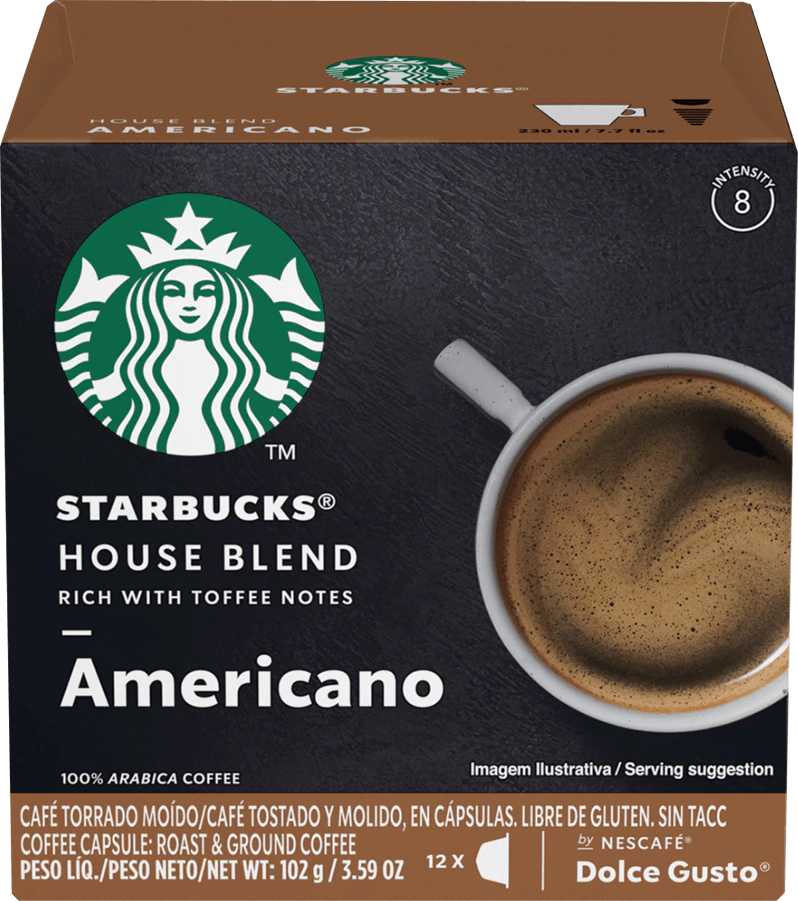 STARBUCKS®
HOUSE BLEND
AMERICANO
230 ml / 7.7 fl oz
INTENSITY
8
TM
STARBUCKS®
HOUSE BLEND
RICH WITH TOFFEE NOTES
Americano
100% ARABICA COFFEE
Imagem Ilustrativa / Serving suggestion
CAFÉ TORRADO MOÍDO/CAFÉ TOSTADO Y MOLIDO, EN CÁPSULAS. LIBRE DE GLUTEN. SIN TACC
COFFEE CAPSULE: ROAST & GROUND COFFEE
PESO LÍQ./PESO NETO/NET WT: 102 g / 3.59 OZ
12 X
by NESCAFÉ®
Dolce Gusto®